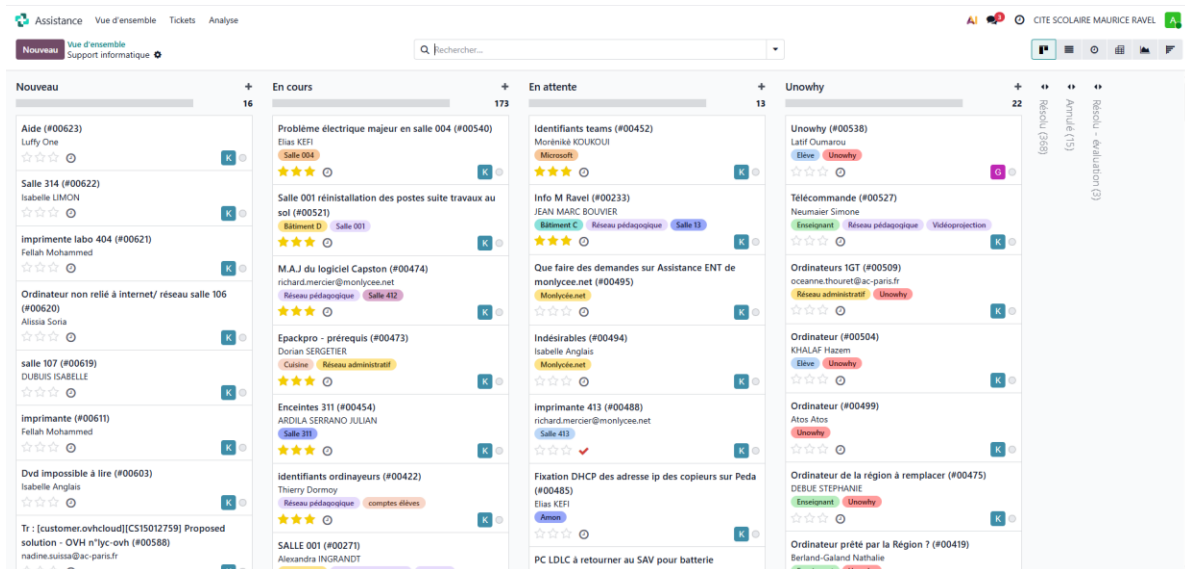 Assistance Vue d'ensemble Tickets Analyse
AI 3 CITE SCOLAIRE MAURICE RAVEL A
Nouveau
Vue d'ensemble
Support informatique
Rechercher...
Nouveau
16
Aide (#00623)
Luffy One
K
Salle 314 (#00622)
Isabelle LIMON
K
imprimente labo 404 (#00621)
Fellah Mohammed
K
Ordinateur non relié à internet/ réseau salle 106
(#00620)
Alissia Soria
K
salle 107 (#00619)
DUBUIS ISABELLE
K
imprimante (#00611)
Fellah Mohammed
K
Dvd impossible à lire (#00603)
Isabelle Anglais
K
Tr : [customer.ovhcloud][CS15012759] Proposed
solution - OVH n°lyc-ovh (#00588)
nadine.suissa@ac-paris.fr
En cours
173
Problème électrique majeur en salle 004 (#00540)
Elias KEFI
Salle 004
K
Salle 001 réinistallation des postes suite travaux au
sol (#00521)
Bâtiment D Salle 001
K
M.A.J du logiciel Capston (#00474)
richard.mercier@monlycee.net
Réseau pédagogique Salle 412
K
Epackpro - prérequis (#00473)
Dorian SERGETIER
Cuisine Réseau administratif
K
Enceintes 311 (#00454)
ARDILA SERRANO JULIAN
Salle 311
K
identifiants ordinayeurs (#00422)
Thierry Dormoy
Réseau pédagogique comptes élèves
K
SALLE 001 (#00271)
Alexandra INGRANDT
En attente
13
Identifiants teams (#00452)
Morènikè KOUKOUI
Microsoft
K
Info M Ravel (#00233)
JEAN MARC BOUVIER
Bâtiment C Réseau pédagogique Salle 13
K
Que faire des demandes sur Assistance ENT de
monlycee.net (#00495)
Monlycée.net
K
Indésirables (#00494)
Isabelle Anglais
Monlycée.net
K
imprimante 413 (#00488)
richard.mercier@monlycee.net
Salle 413
K
Fixation DHCP des adresse ip des copieurs sur Peda
(#00485)
Elias KEFI
Amon
K
PC LDLC à retourner au SAV pour batterie
Unowhy
22
Unowhy (#00538)
Latif Oumarou
Elève Unowhy
G
Télécommande (#00527)
Neumaier Simone
Enseignant Réseau pédagogique Vidéoprojection
K
Ordinateurs 1GT (#00509)
oceanne.thouret@ac-paris.fr
Réseau administratif Unowhy
K
Ordinateur (#00504)
KHALAF Hazem
Elève Unowhy
K
Ordinateur (#00499)
Atos Atos
Unowhy
K
Ordinateur de la région à remplacer (#00475)
DEBUE STEPHANIE
Enseignant Unowhy
K
Ordinateur prêté par la Région ? (#00419)
Berland-Galand Nathalie
Résolu (368)
Annulé (15)
Résolu - évaluation (3)